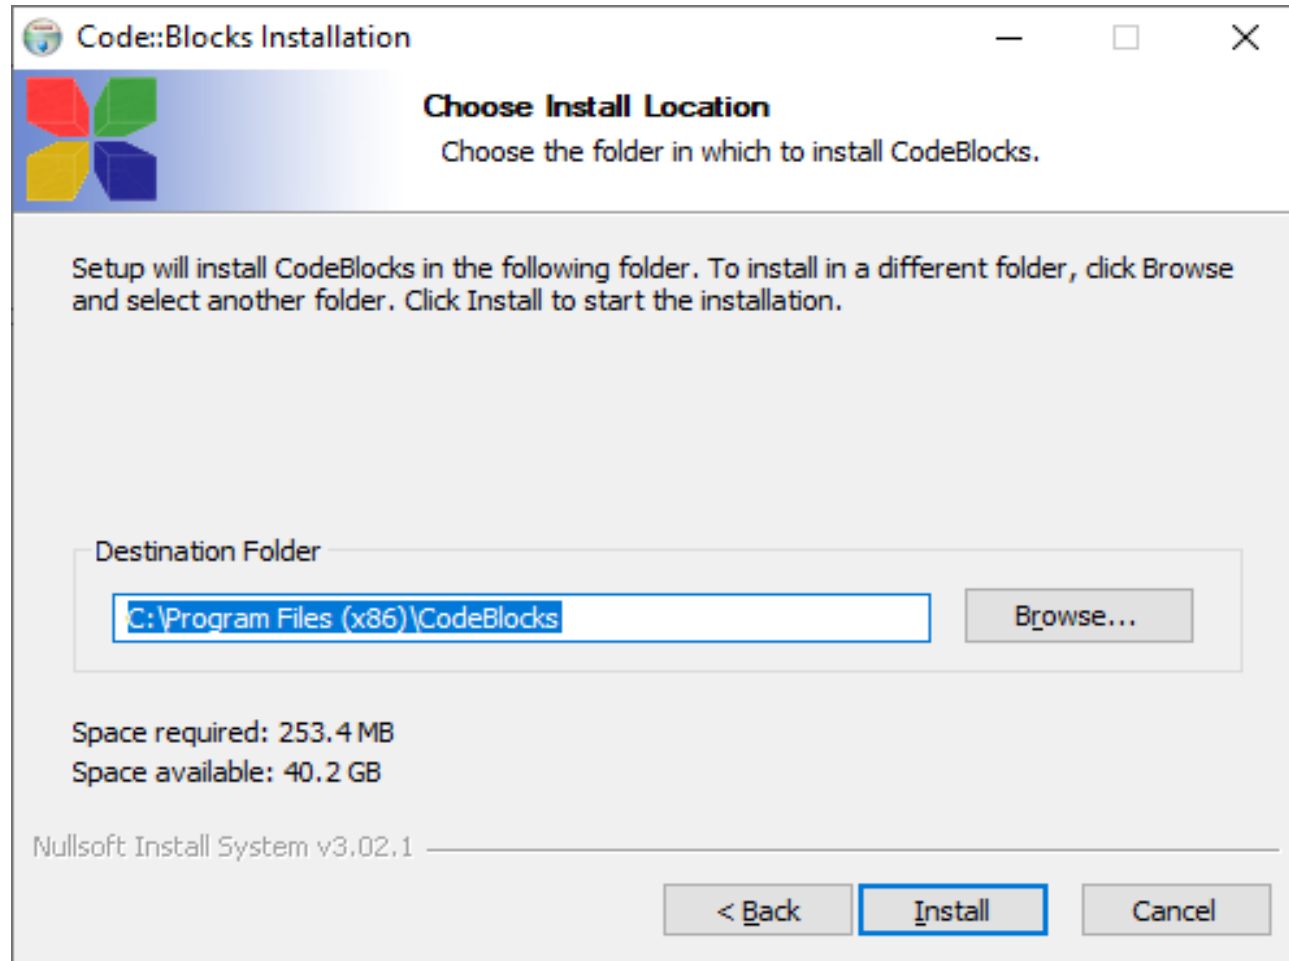 Code::Blocks Installation
Choose Install Location
Choose the folder in which to install CodeBlocks.
Setup will install CodeBlocks in the following folder. To install in a different folder, click Browse
and select another folder. Click Install to start the installation.
Destination Folder
C:\Program Files (x86)\CodeBlocks
Browse...
Space required: 253.4 MB
Space available: 40.2 GB
Nullsoft Install System v3.02.1
< Back
Install
Cancel